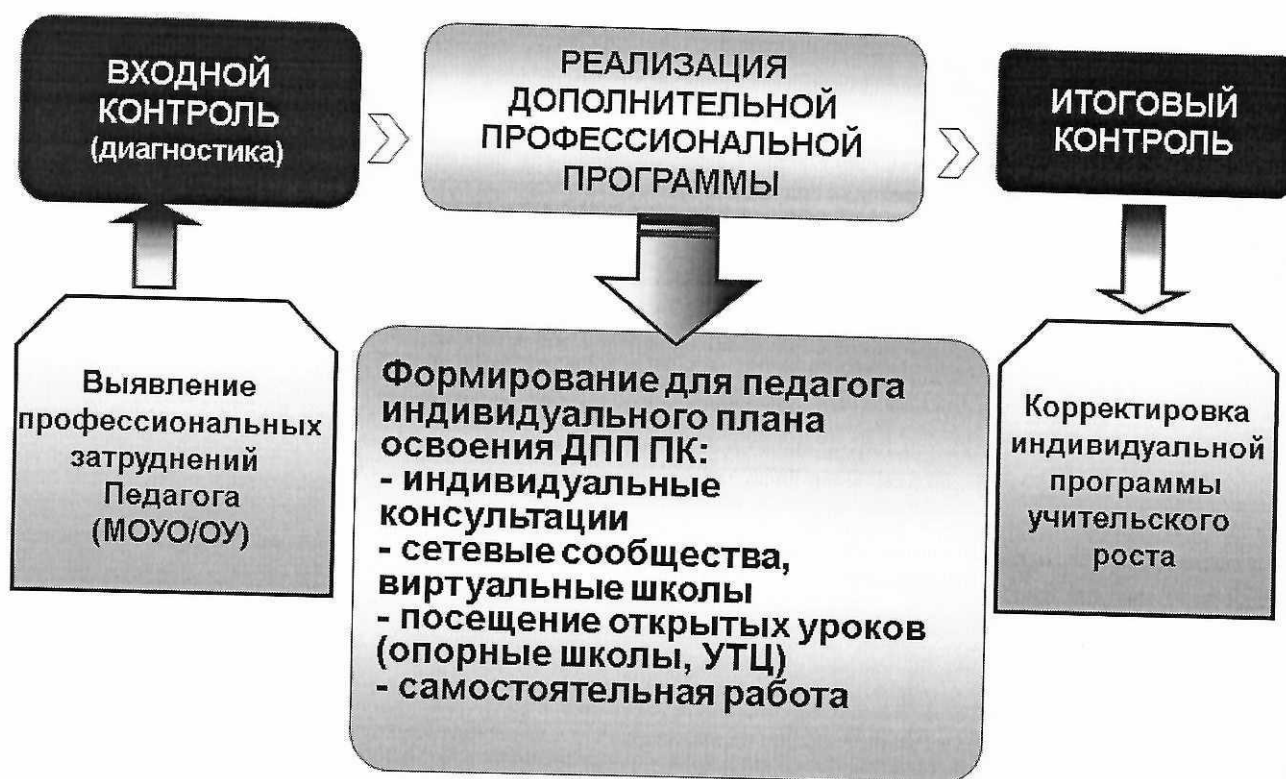 ВХОДНОЙ
КОНТРОЛЬ
(диагностика)
РЕАЛИЗАЦИЯ
ДОПОЛНИТЕЛЬНОЙ
ПРОФЕССИОНАЛЬНОЙ
ПРОГРАММЫ
ИТОГОВЫЙ
КОНТРОЛЬ
Выявление
профессиональных
затруднений
Педагога
(МОУО/ОУ)
Формирование для педагога
индивидуального плана
освоения ДПП ПК:
- индивидуальные
консультации
- сетевые сообщества,
виртуальные школы
- посещение открытых уроков
(опорные школы, УТЦ)
- самостоятельная работа
Корректировка
индивидуальной
программы
учительского
роста